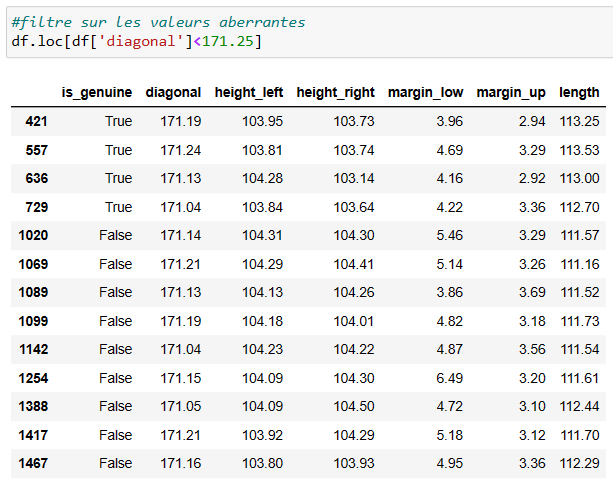 #filtre sur les valeurs aberrantes
df.loc[df['diagonal']<171.25]
is_genuine diagonal height_left height_right margin_low margin_up length
421 True 171.19 103.95 103.73 3.96 2.94 113.25
557 True 171.24 103.81 103.74 4.69 3.29 113.53
636 True 171.13 104.28 103.14 4.16 2.92 113.00
729 True 171.04 103.84 103.64 4.22 3.36 112.70
1020 False 171.14 104.31 104.30 5.46 3.29 111.57
1069 False 171.21 104.29 104.41 5.14 3.26 111.16
1089 False 171.13 104.13 104.26 3.86 3.69 111.52
1099 False 171.19 104.18 104.01 4.82 3.18 111.73
1142 False 171.04 104.23 104.22 4.87 3.56 111.54
1254 False 171.15 104.09 104.30 6.49 3.20 111.61
1388 False 171.05 104.09 104.50 4.72 3.10 112.44
1417 False 171.21 103.92 104.29 5.18 3.12 111.70
1467 False 171.16 103.80 103.93 4.95 3.36 112.29